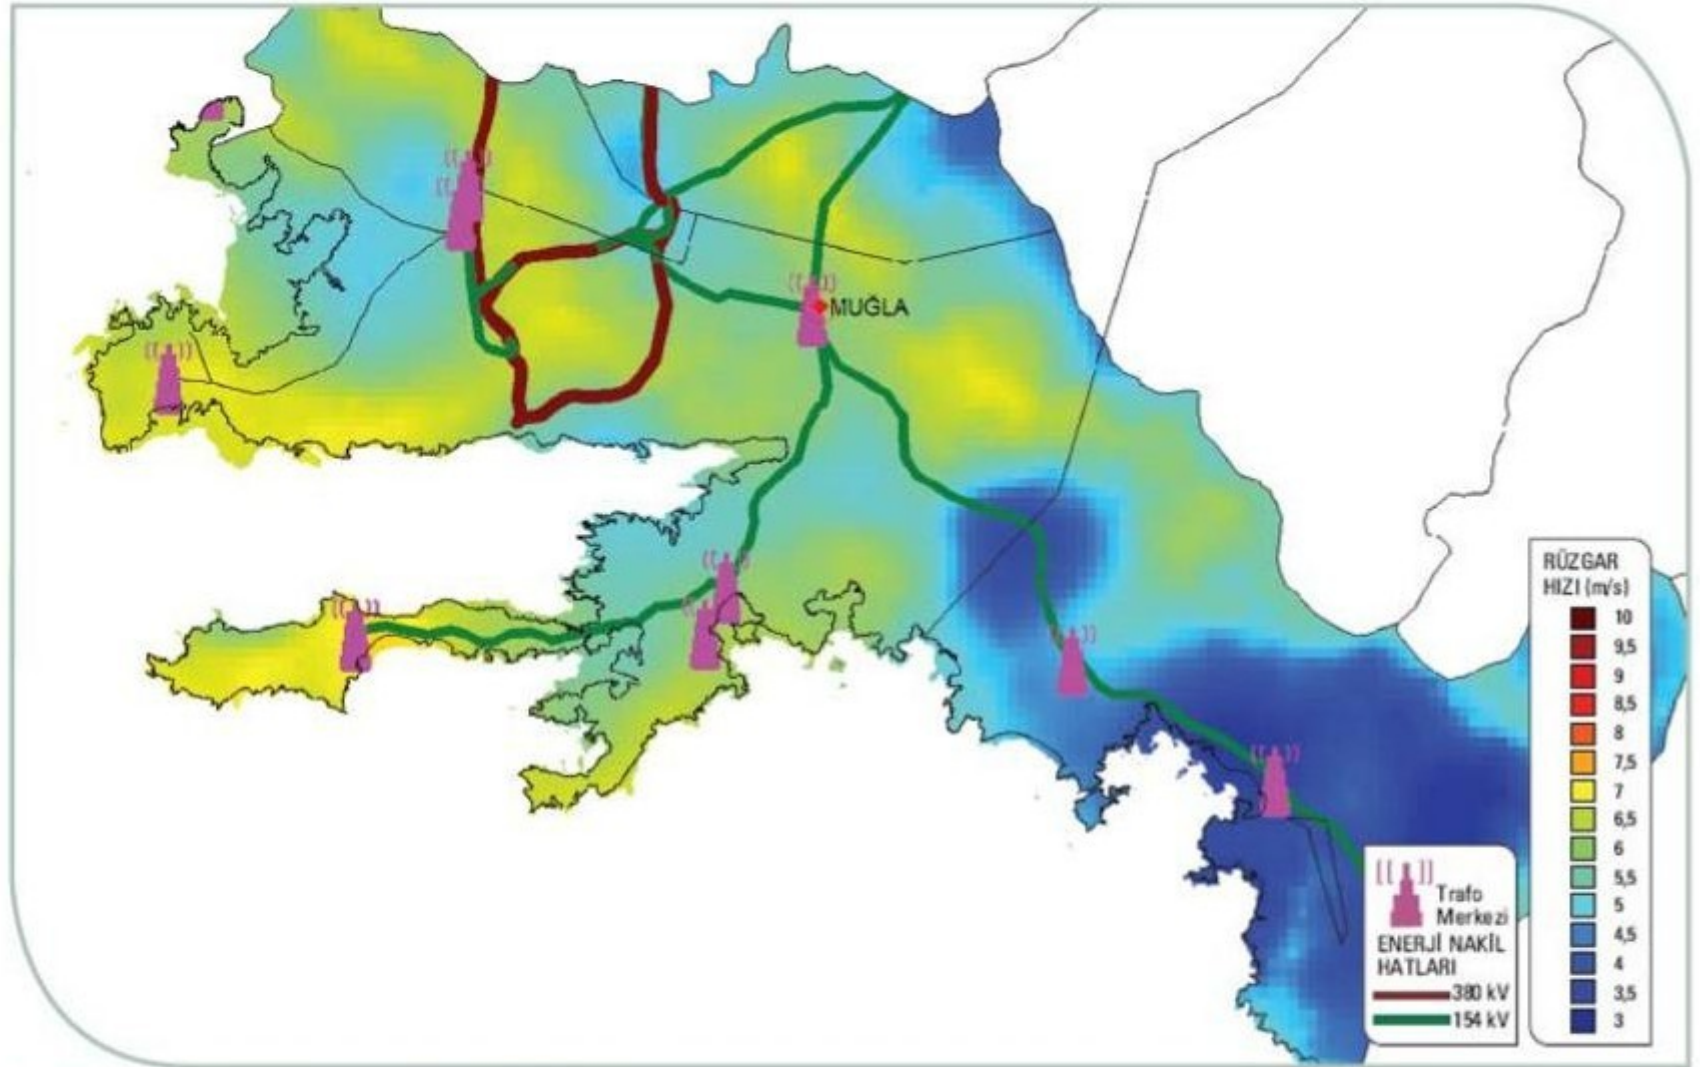 MUĞLA
RÜZGAR
HIZI (m/s)
10
9,5
9
8,5
8
7,5
7
6,5
6
5,5
5
4,5
4
3,5
3
Trafo
Merkezi
ENERJİ NAKİL
HATLARI
380 kV
154 kV